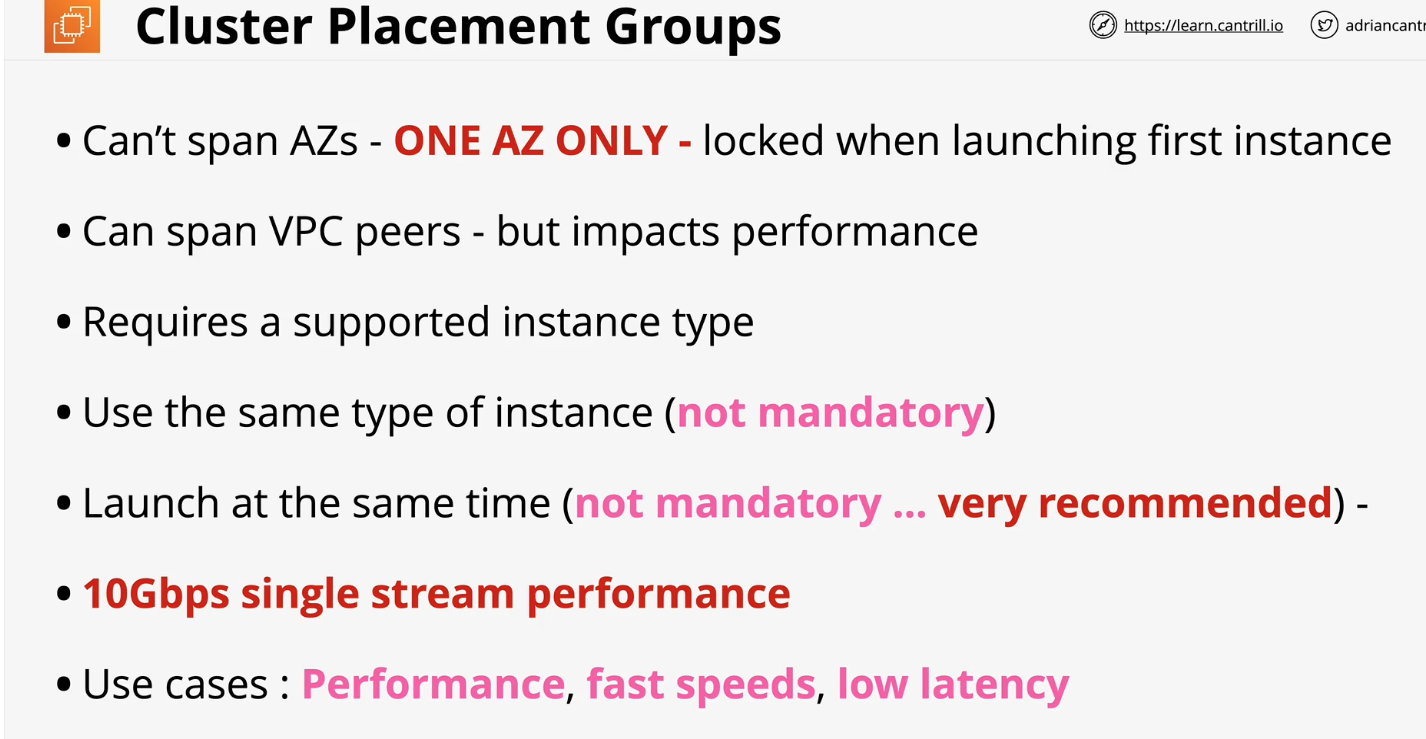 Cluster Placement Groups
https://learn.cantrill.io
• Can’t span AZs - ONE AZ ONLY - locked when launching first instance
• Can span VPC peers - but impacts performance
• Requires a supported instance type
• Use the same type of instance (not mandatory)
• Launch at the same time (not mandatory ... very recommended) -
• 10Gbps single stream performance
• Use cases : Performance, fast speeds, low latency